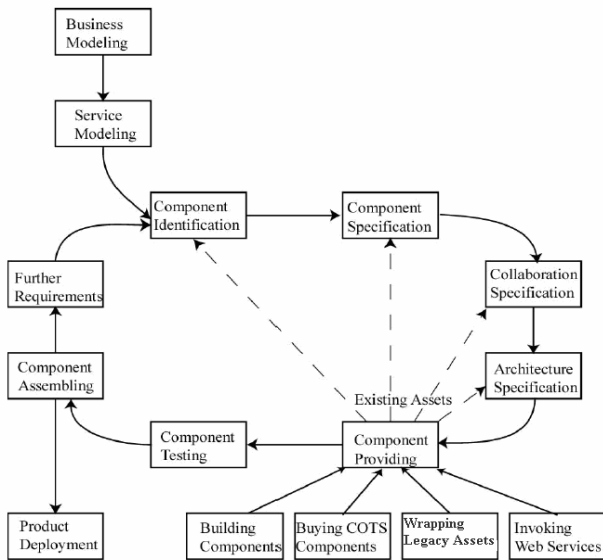 Business
Modeling
Service
Modeling
Component
Identification
Component
Specification
Further
Requirements
Collaboration
Specification
Component
Assembling
Architecture
Specification
Existing Assets
Component
Testing
Component
Providing
Product
Deployment
Building
Components
Buying COTS
Components
Wrapping
Legacy Assets
Invoking
Web Services